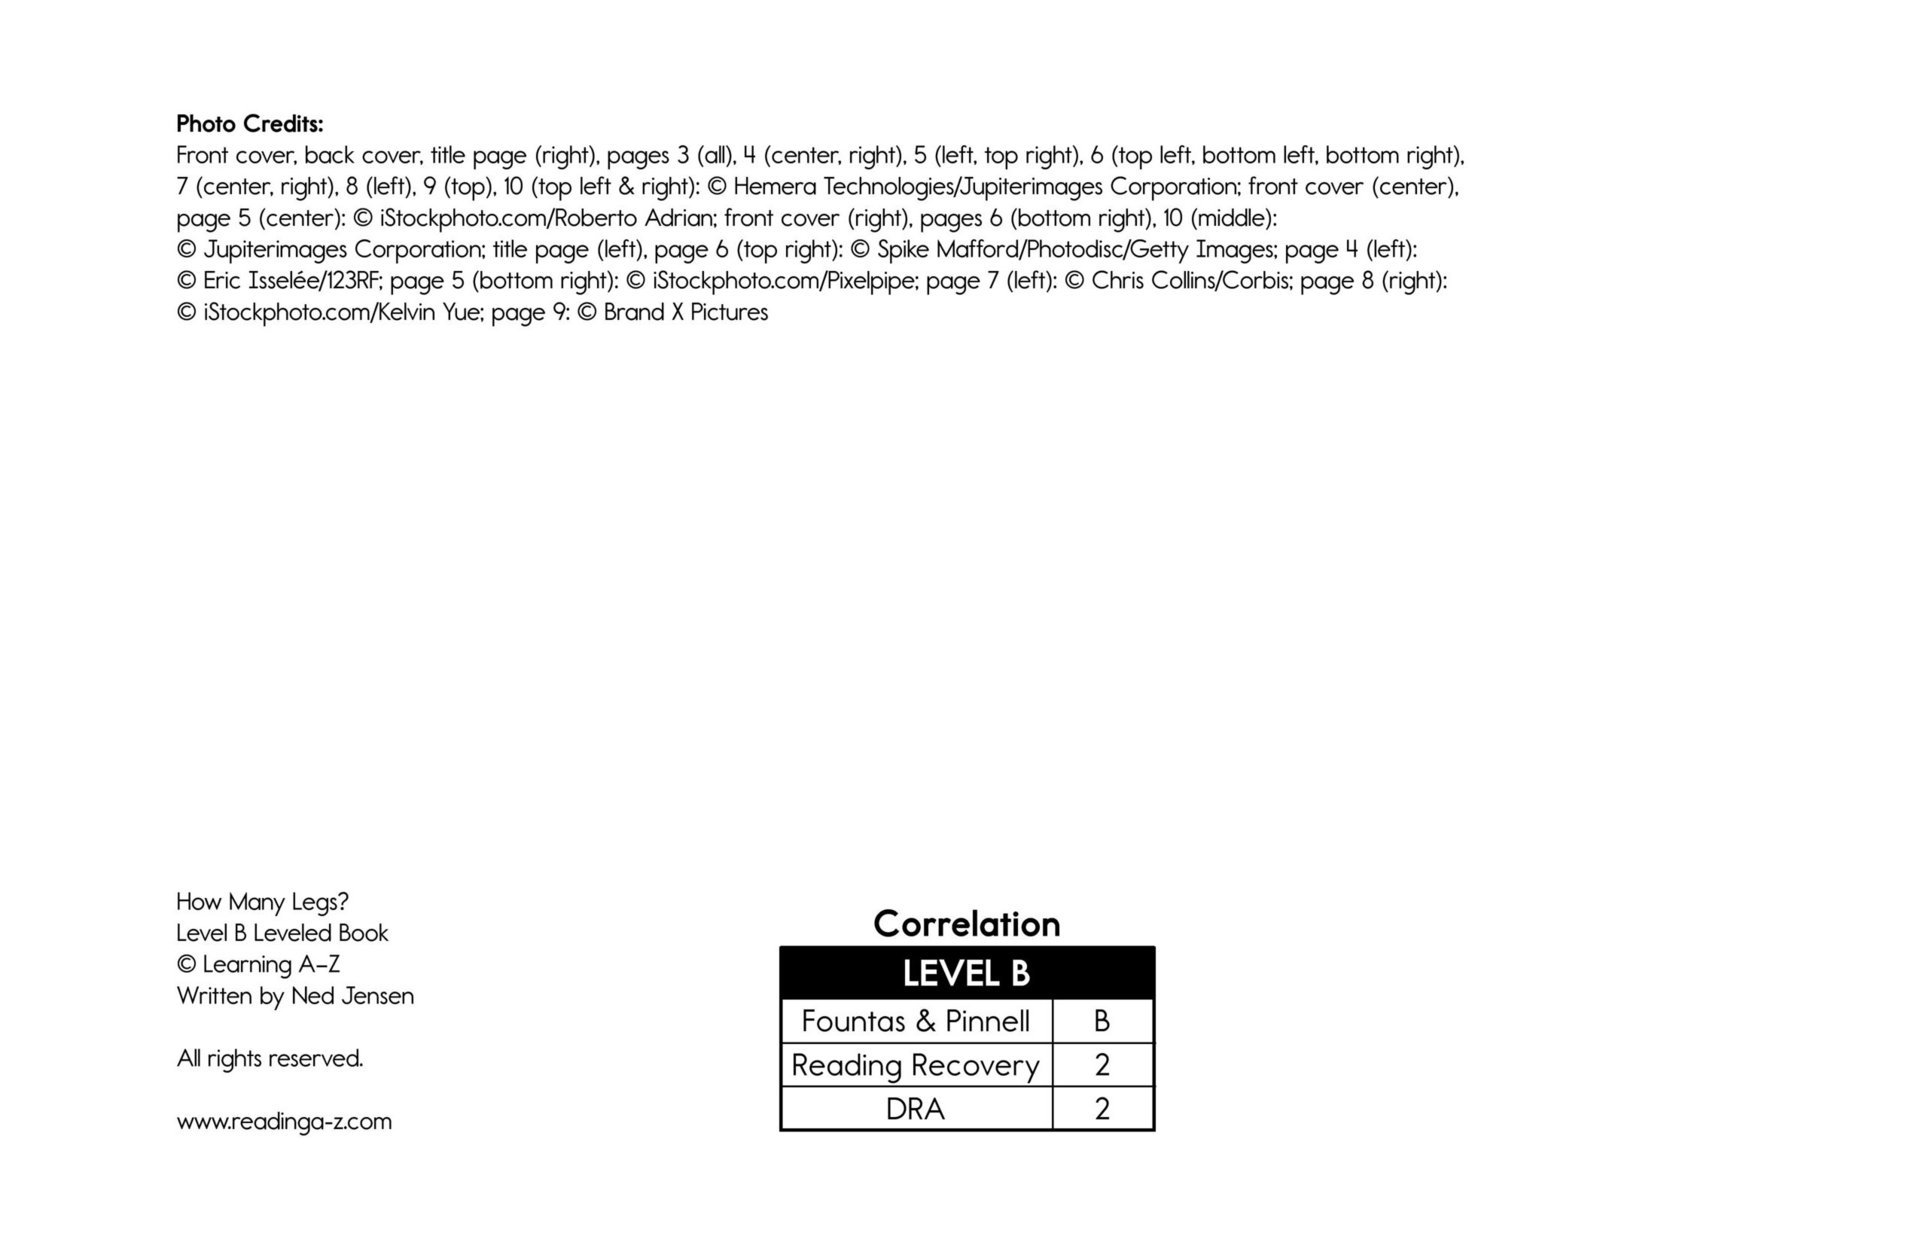 Photo Credits:
Front cover, back cover, title page (right), pages 3 (all), 4 (center, right), 5 (left, top right), 6 (top left, bottom left, bottom right),
7 (center, right), 8 (left), 9 (top), 10 (top left & right): © Hemera Technologies/Jupiterimages Corporation; front cover (center),
page 5 (center): © iStockphoto.com/Roberto Adrian; front cover (right), pages 6 (bottom right), 10 (middle):
© Jupiterimages Corporation; title page (left), page 6 (top right): © Spike Mafford/Photodisc/Getty Images; page 4 (left):
© Eric Isselée/123RF; page 5 (bottom right): © iStockphoto.com/Pixelpipe; page 7 (left): © Chris Collins/Corbis; page 8 (right):
© iStockphoto.com/Kelvin Yue; page 9: © Brand X Pictures
How Many Legs?
Level B Leveled Book
© Learning A–Z
Written by Ned Jensen
All rights reserved.
www.readinga-z.com
Correlation
LEVEL B
Fountas & Pinnell B
Reading Recovery 2
DRA 2